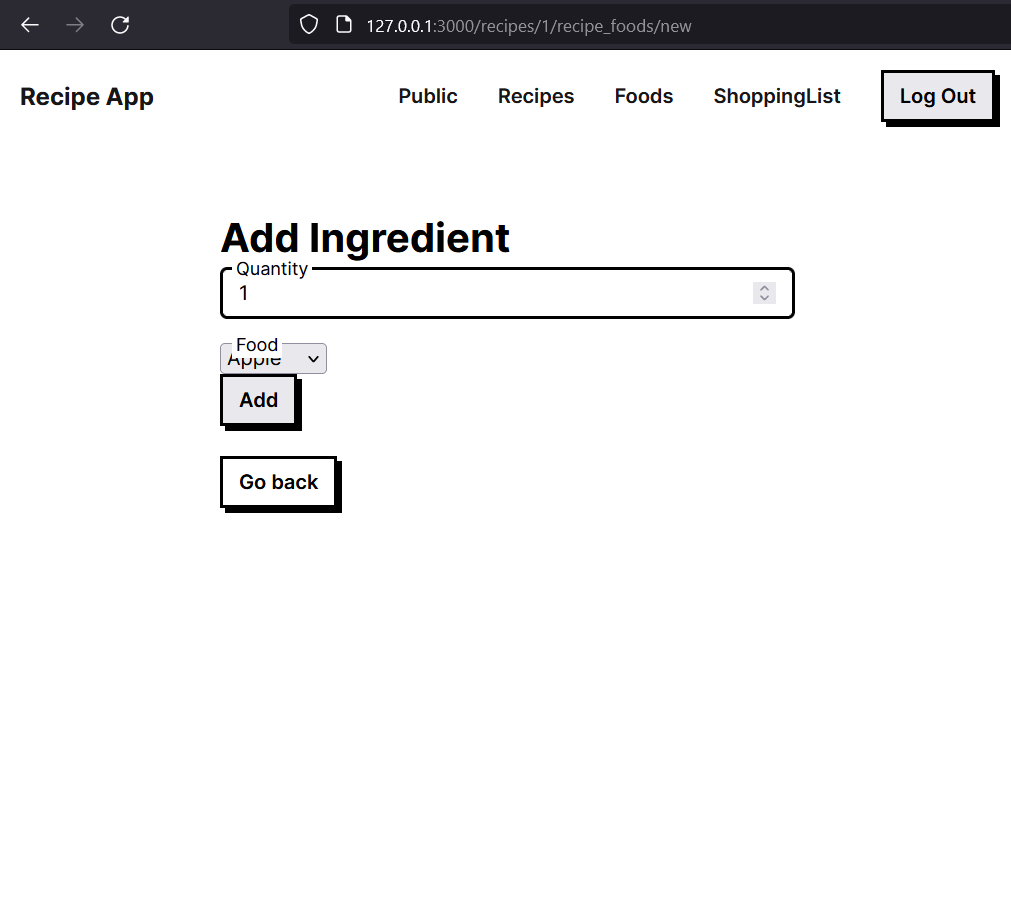 127.0.0.1:3000/recipes/1/recipe_foods/new
Recipe App Public Recipes Foods ShoppingList Log Out
Add Ingredient
Quantity
1
Food
Apple
Add
Go back